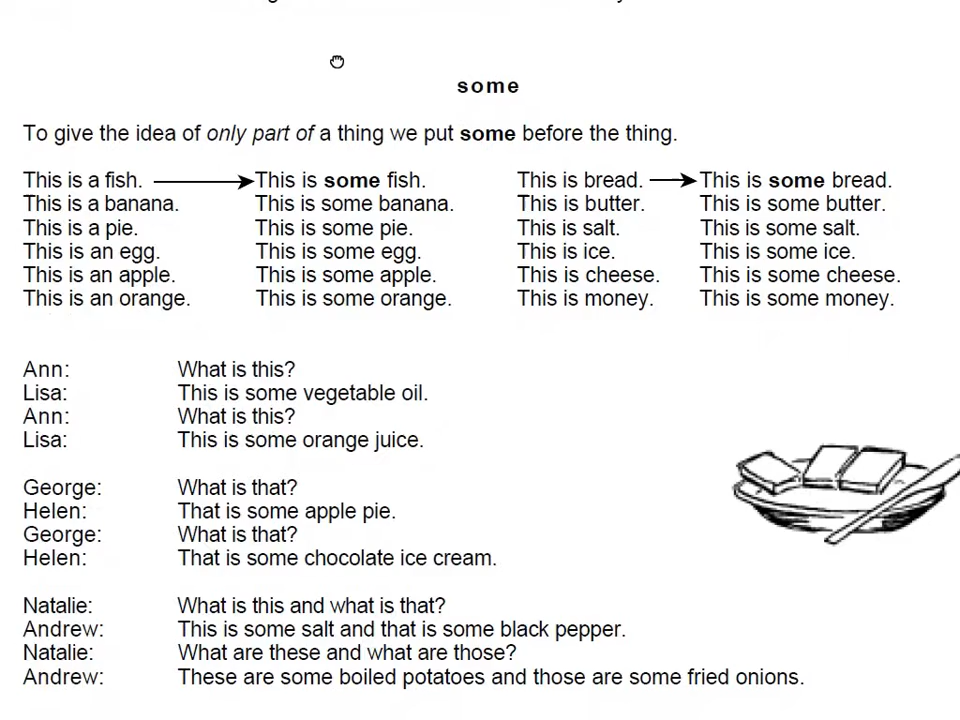 some
To give the idea of only part of a thing we put some before the thing.
This is a fish. This is some fish. This is bread. This is some bread.
This is a banana. This is some banana. This is butter. This is some butter.
This is a pie. This is some pie. This is salt. This is some salt.
This is an egg. This is some egg. This is ice. This is some ice.
This is an apple. This is some apple. This is cheese. This is some cheese.
This is an orange. This is some orange. This is money. This is some money.
Ann: What is this?
Lisa: This is some vegetable oil.
Ann: What is this?
Lisa: This is some orange juice.
George: What is that?
Helen: That is some apple pie.
George: What is that?
Helen: That is some chocolate ice cream.
Natalie: What is this and what is that?
Andrew: This is some salt and that is some black pepper.
Natalie: What are these and what are those?
Andrew: These are some boiled potatoes and those are some fried onions.